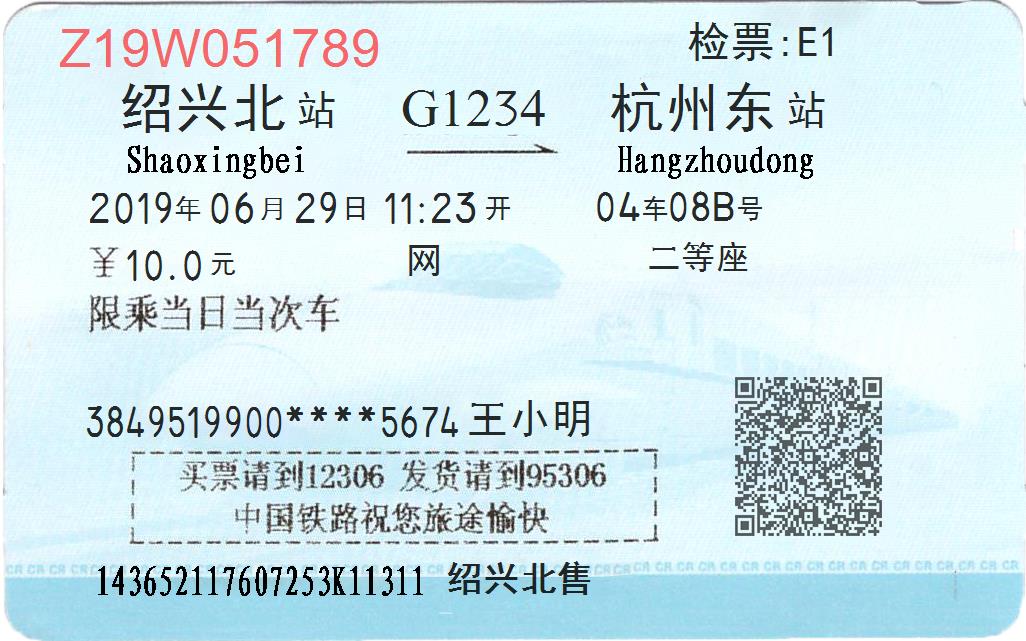 Z19W051789 检票:E1
绍兴北站 G1234 杭州东站
Shaoxingbei Hangzhoudong
2019年06月29日 11:23开 04车08B号
¥10.0元 网 二等座
限乘当日当次车
3849519900****5674 王小明
买票请到12306 发货请到95306
中国铁路祝您旅途愉快
143652117607253K11311 绍兴北售